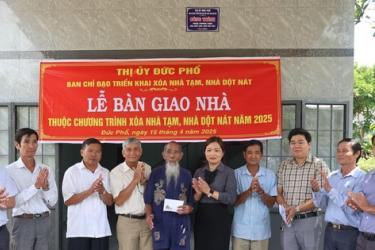 CÔNG TRÌNH
THỊ ỦY ĐỨC PHỔ
BAN CHỈ ĐẠO TRIỂN KHAI XÓA NHÀ TẠM, NHÀ DỘT NÁT
LỄ BÀN GIAO NHÀ
THUỘC CHƯƠNG TRÌNH XÓA NHÀ TẠM, NHÀ DỘT NÁT NĂM 2025
Đức Phổ, ngày 15 tháng 4 năm 2025